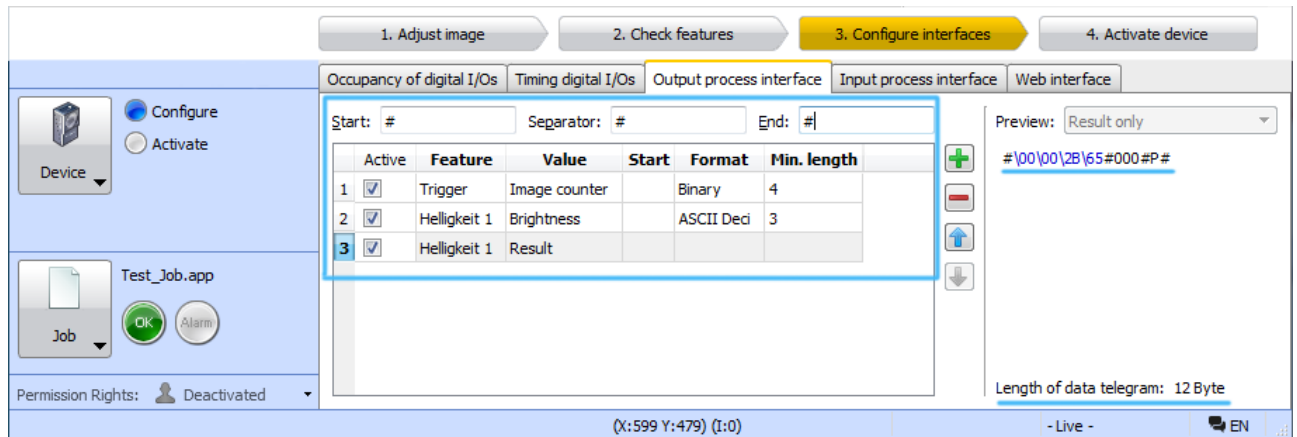 1. Adjust image 2. Check features 3. Configure interfaces 4. Activate device
Occupancy of digital I/Os Timing digital I/Os Output process interface Input process interface Web interface
Configure
Activate
Device
Start: # Separator: # End: #
Active Feature Value Start Format Min. length
1 Trigger Image counter Binary 4
2 Helligkeit 1 Brightness ASCII Deci 3
3 Helligkeit 1 Result
Preview: Result only
#\00\00\2B\65#000#P#
Test_Job.app
OK Alarm
Job
Permission Rights: Deactivated
Length of data telegram: 12 Byte
(X:599 Y:479) (I:0) - Live - EN